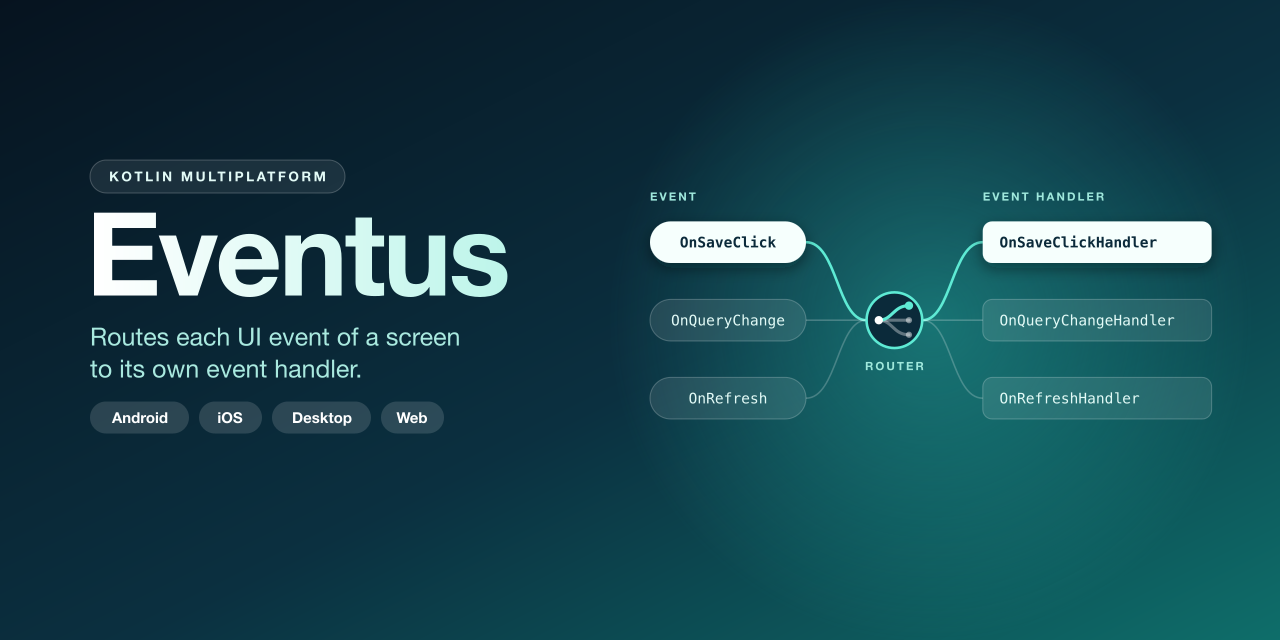 KOTLIN MULTIPLATFORM
Eventus
Routes each UI event of a screen
to its own event handler.
Android iOS Desktop Web
EVENT
OnSaveClick
OnQueryChange
OnRefresh
ROUTER
EVENT HANDLER
OnSaveClickHandler
OnQueryChangeHandler
OnRefreshHandler